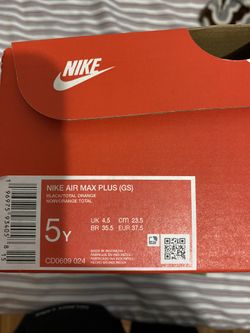 NIKE
NIKE AIR MAX PLUS (GS)
BLACK/TOTAL ORANGE
NOIR/ORANGE TOTAL
5Y
UK 4.5 cm 23.5
BR 35.5 EUR 37.5
CD0609 024
MADE IN INDONESIA